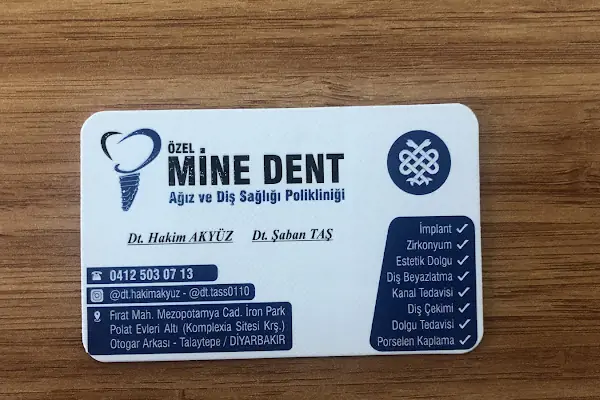 ÖZEL
MİNE DENT
Ağız ve Diş Sağlığı Polikliniği
Dt. Hakim AKYÜZ Dt. Şaban TAŞ
0412 503 07 13
@dt.hakimakyuz - @dt.tass0110
Fırat Mah. Mezopotamya Cad. İron Park
Polat Evleri Altı (Komplexia Sitesi Krş.)
Otogar Arkası - Talaytepe / DİYARBAKIR
İmplant
Zirkonyum
Estetik Dolgu
Diş Beyazlatma
Kanal Tedavisi
Diş Çekimi
Dolgu Tedavisi
Porselen Kaplama